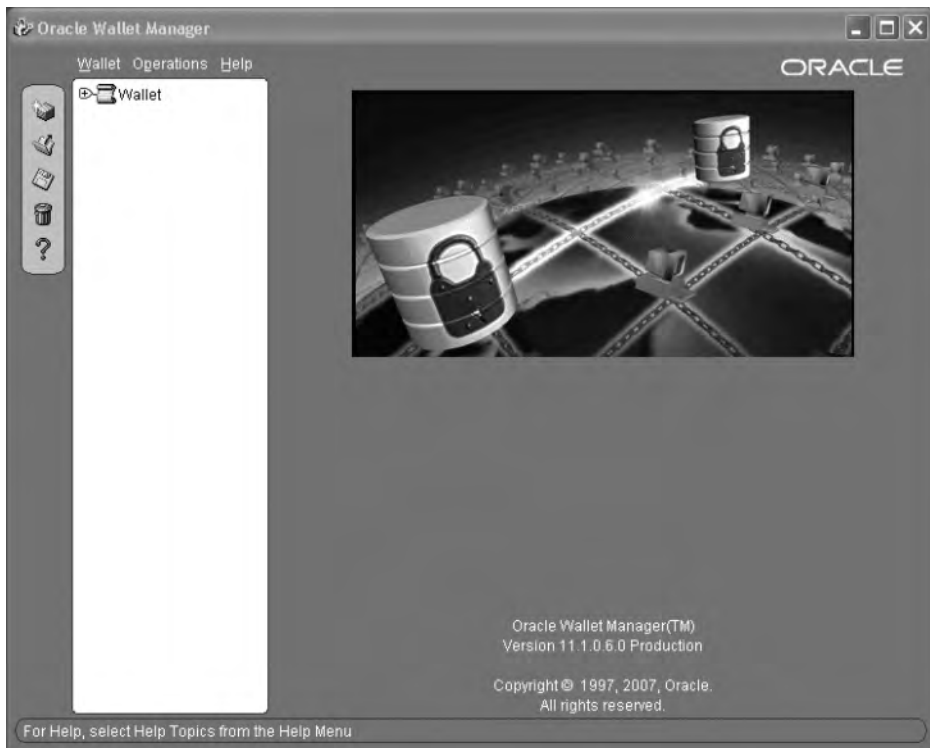 Oracle Wallet Manager
Wallet Operations Help
ORACLE
Wallet
Oracle Wallet Manager(TM)
Version 11.1.0.6.0 Production
Copyright © 1997, 2007, Oracle.
All rights reserved.
For Help, select Help Topics from the Help Menu